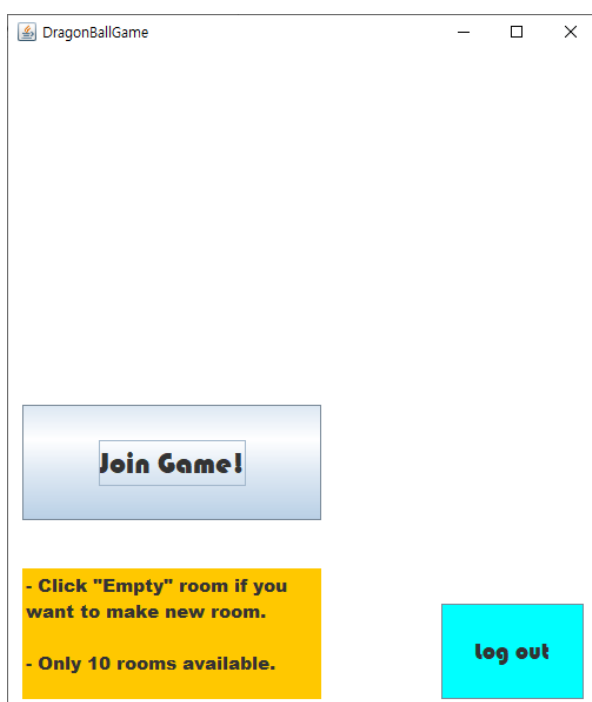 DragonBallGame
Join Game!
- Click "Empty" room if you
want to make new room.
- Only 10 rooms available.
Log out